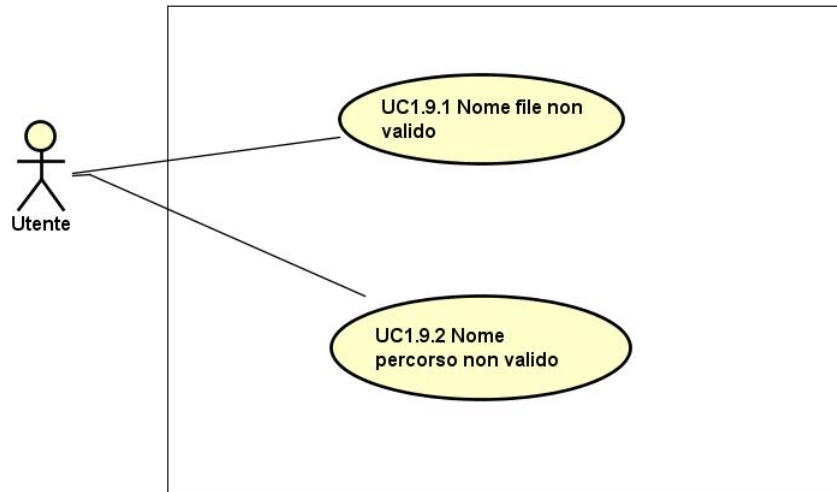 UC1.9.1 Nome file non
valido
Utente
UC1.9.2 Nome
percorso non valido